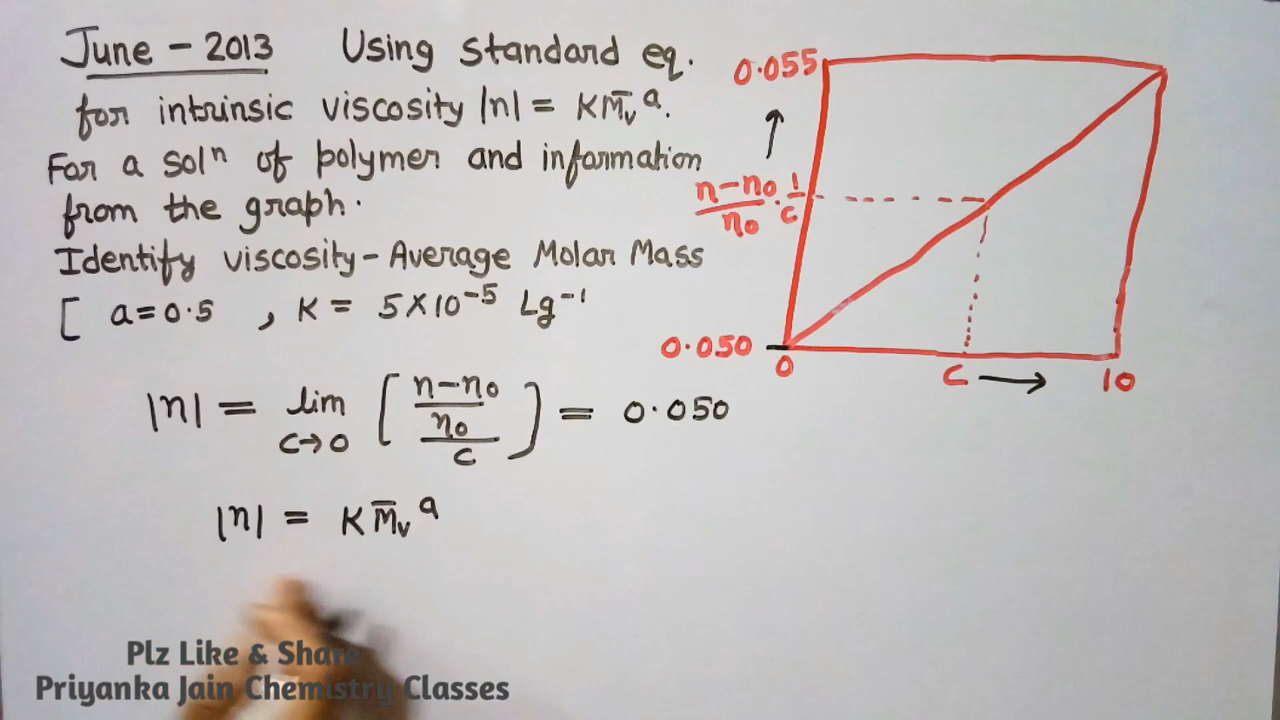 June - 2013 Using standard eq.
for intrinsic viscosity |η| = KM̄ᵥᵃ.
For a solⁿ of polymer and information
from the graph.
Identify viscosity - Average Molar Mass
[ a=0.5 , K = 5×10⁻⁵ Lg⁻¹
0.055
↑
η-η₀/η₀ · 1/c
0.050
0 c → 10
|η| = lim c→0 [ η-η₀/η₀/c ] = 0.050
|η| = K M̄ᵥᵃ
Plz Like & Share
Priyanka Jain Chemistry Classes